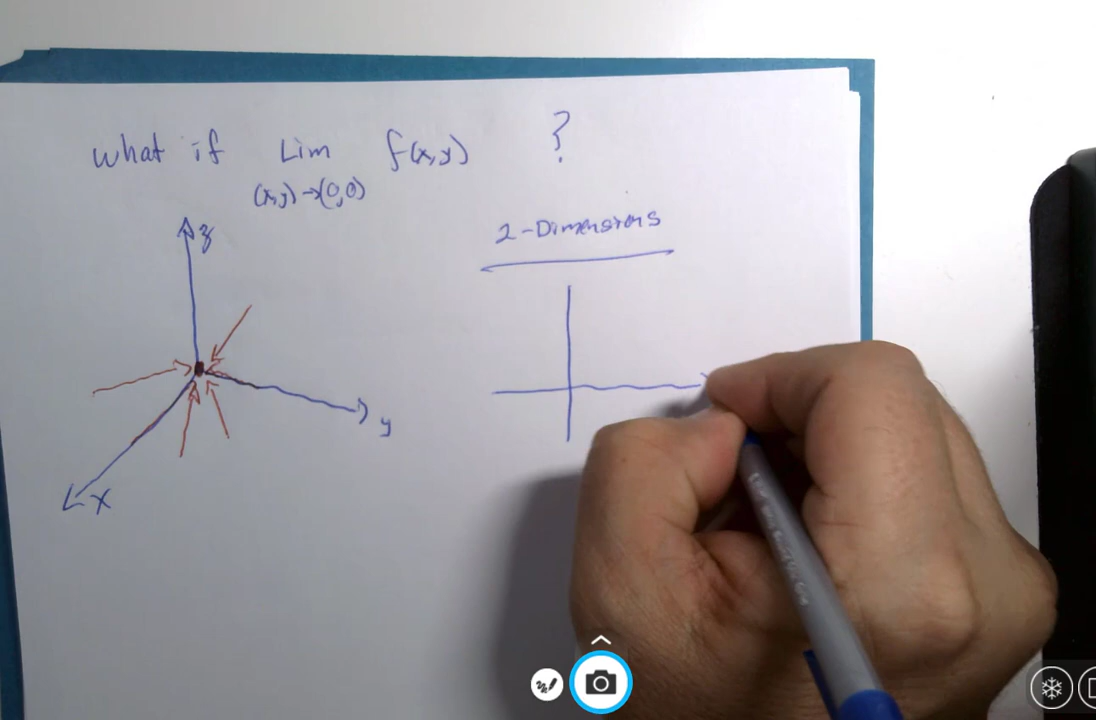 what if Lim f(x,y) ?
(x,y)→(0,0)
2-Dimensions
z
y
x